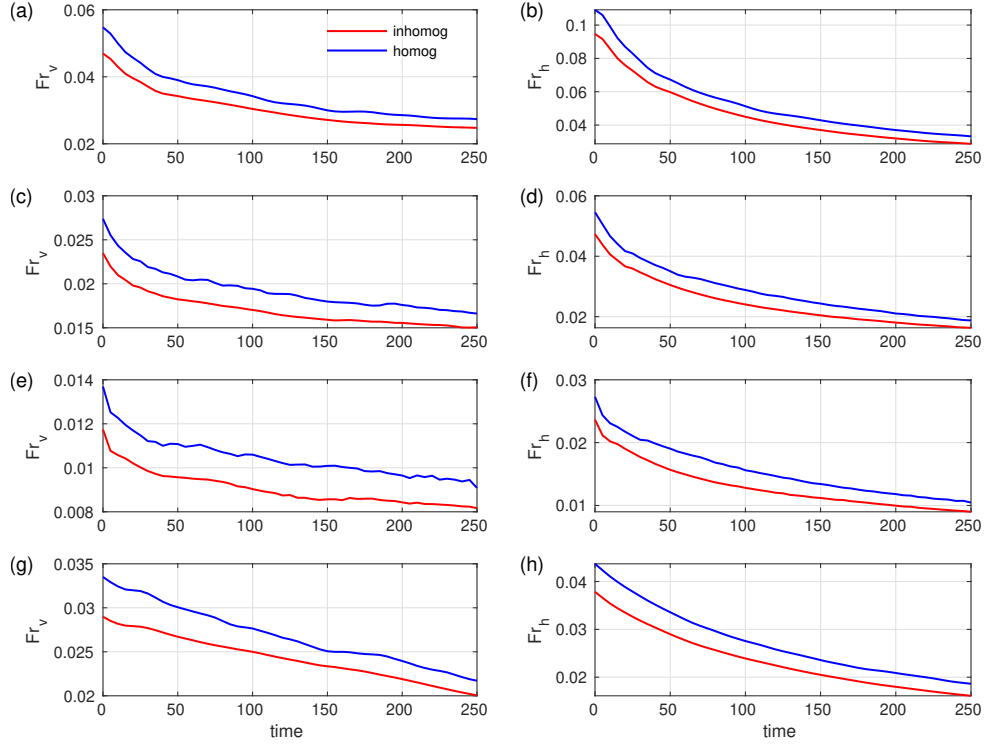 (a)
0.06
0.04
0.02
Fr_v
inhomog
homog
0 50 100 150 200 250
(b)
0.1
0.08
0.06
0.04
Fr_h
0 50 100 150 200 250
(c)
0.03
0.025
0.02
0.015
Fr_v
0 50 100 150 200 250
(d)
0.06
0.04
0.02
Fr_h
0 50 100 150 200 250
(e)
0.014
0.012
0.01
0.008
Fr_v
0 50 100 150 200 250
(f)
0.03
0.02
0.01
Fr_h
0 50 100 150 200 250
(g)
0.035
0.03
0.025
0.02
Fr_v
0 50 100 150 200 250
time
(h)
0.04
0.03
0.02
Fr_h
0 50 100 150 200 250
time